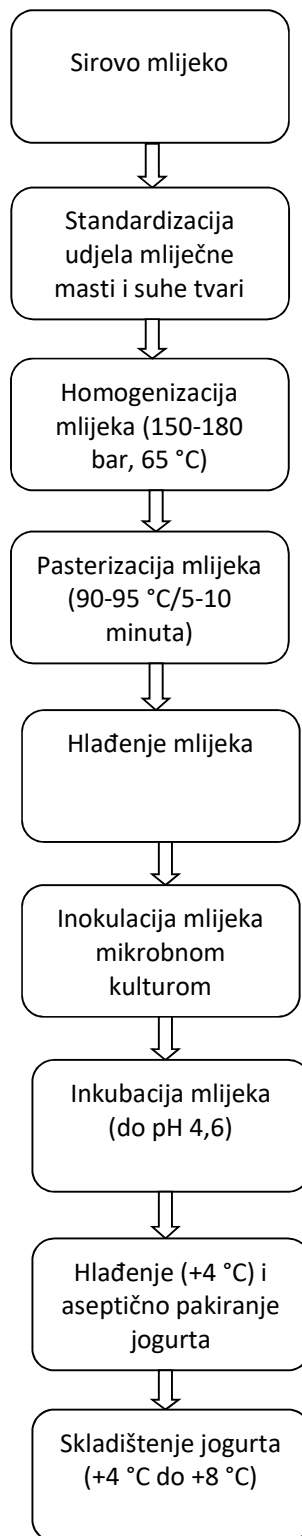 Sirovo mlijeko
Standardizacija
udjela mliječne
masti i suhe tvari
Homogenizacija
mlijeka (150-180
bar, 65 °C)
Pasterizacija mlijeka
(90-95 °C/5-10
minuta)
Hlađenje mlijeka
Inokulacija mlijeka
mikrobnom
kulturom
Inkubacija mlijeka
(do pH 4,6)
Hlađenje (+4 °C) i
aseptično pakiranje
jogurta
Skladištenje jogurta
(+4 °C do +8 °C)